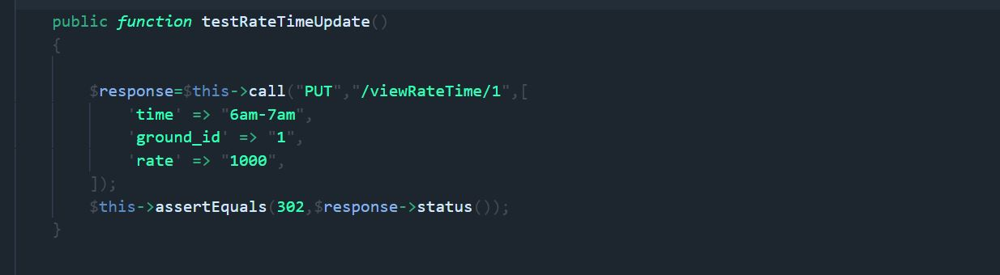 public function testRateTimeUpdate()
{
$response=$this->call("PUT","/viewRateTime/1",[
'time' => "6am-7am",
'ground_id' => "1",
'rate' => "1000",
]);
$this->assertEquals(302,$response->status());
}